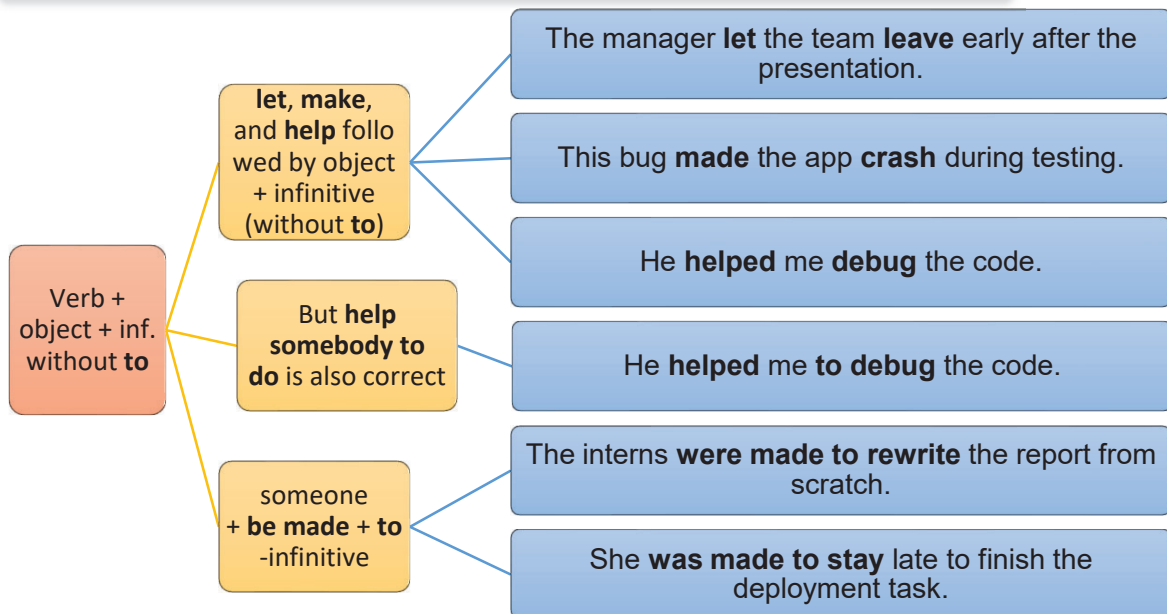 Verb +
object + inf.
without to
let, make,
and help follo
wed by object
+ infinitive
(without to)
The manager let the team leave early after the
presentation.
This bug made the app crash during testing.
He helped me debug the code.
But help
somebody to
do is also correct
He helped me to debug the code.
someone
+ be made + to
-infinitive
The interns were made to rewrite the report from
scratch.
She was made to stay late to finish the
deployment task.